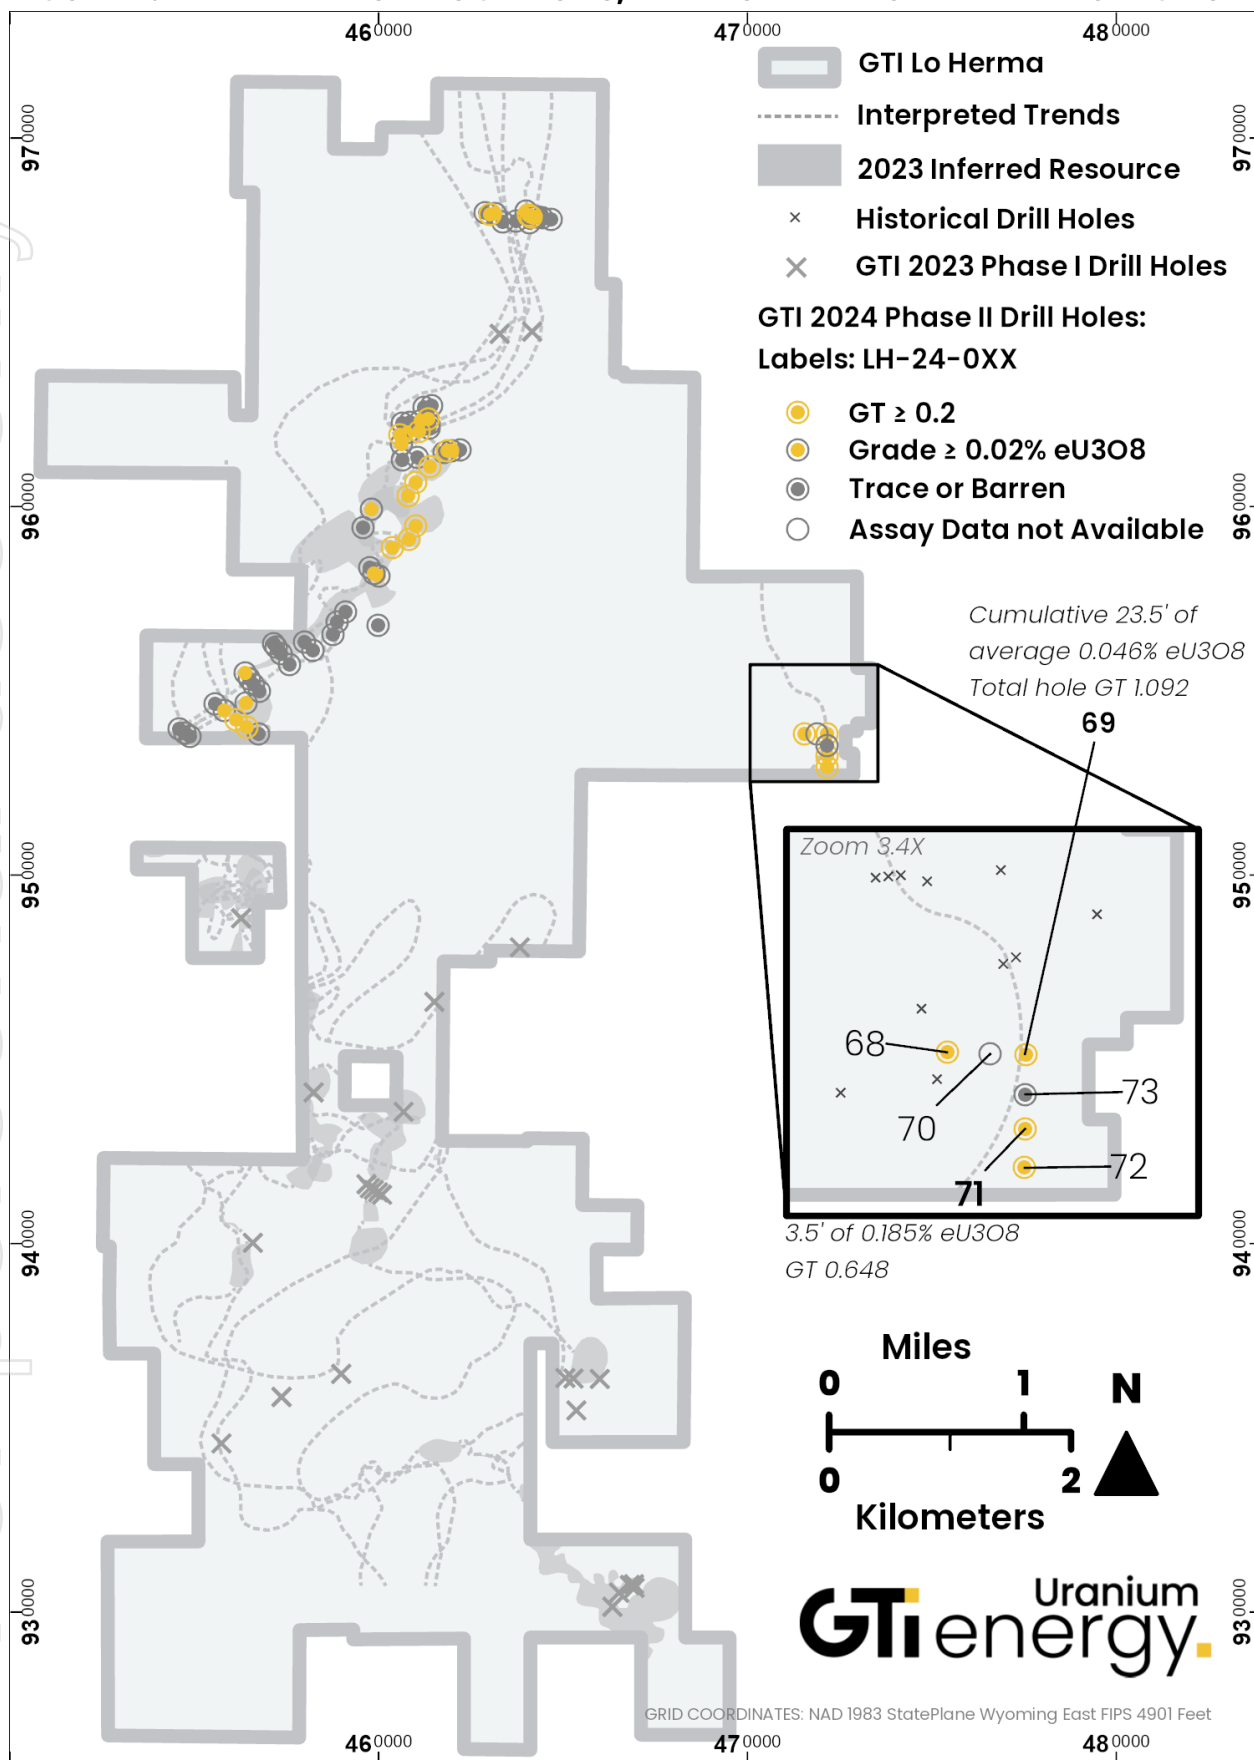 460000
470000
480000
970000
970000
GTI Lo Herma
Interpreted Trends
2023 Inferred Resource
Historical Drill Holes
GTI 2023 Phase I Drill Holes
GTI 2024 Phase II Drill Holes:
Labels: LH-24-0XX
GT ≥ 0.2
Grade ≥ 0.02% eU3O8
Trace or Barren
Assay Data not Available
960000
960000
Cumulative 23.5' of
average 0.046% eU3O8
Total hole GT 1.092
69
Zoom 3.4X
950000
950000
68
70
73
72
71
3.5' of 0.185% eU3O8
GT 0.648
940000
940000
Miles
0
1
N
0
2
Kilometers
GTi energy.
Uranium
930000
930000
GRID COORDINATES: NAD 1983 StatePlane Wyoming East FIPS 4901 Feet
460000
470000
480000